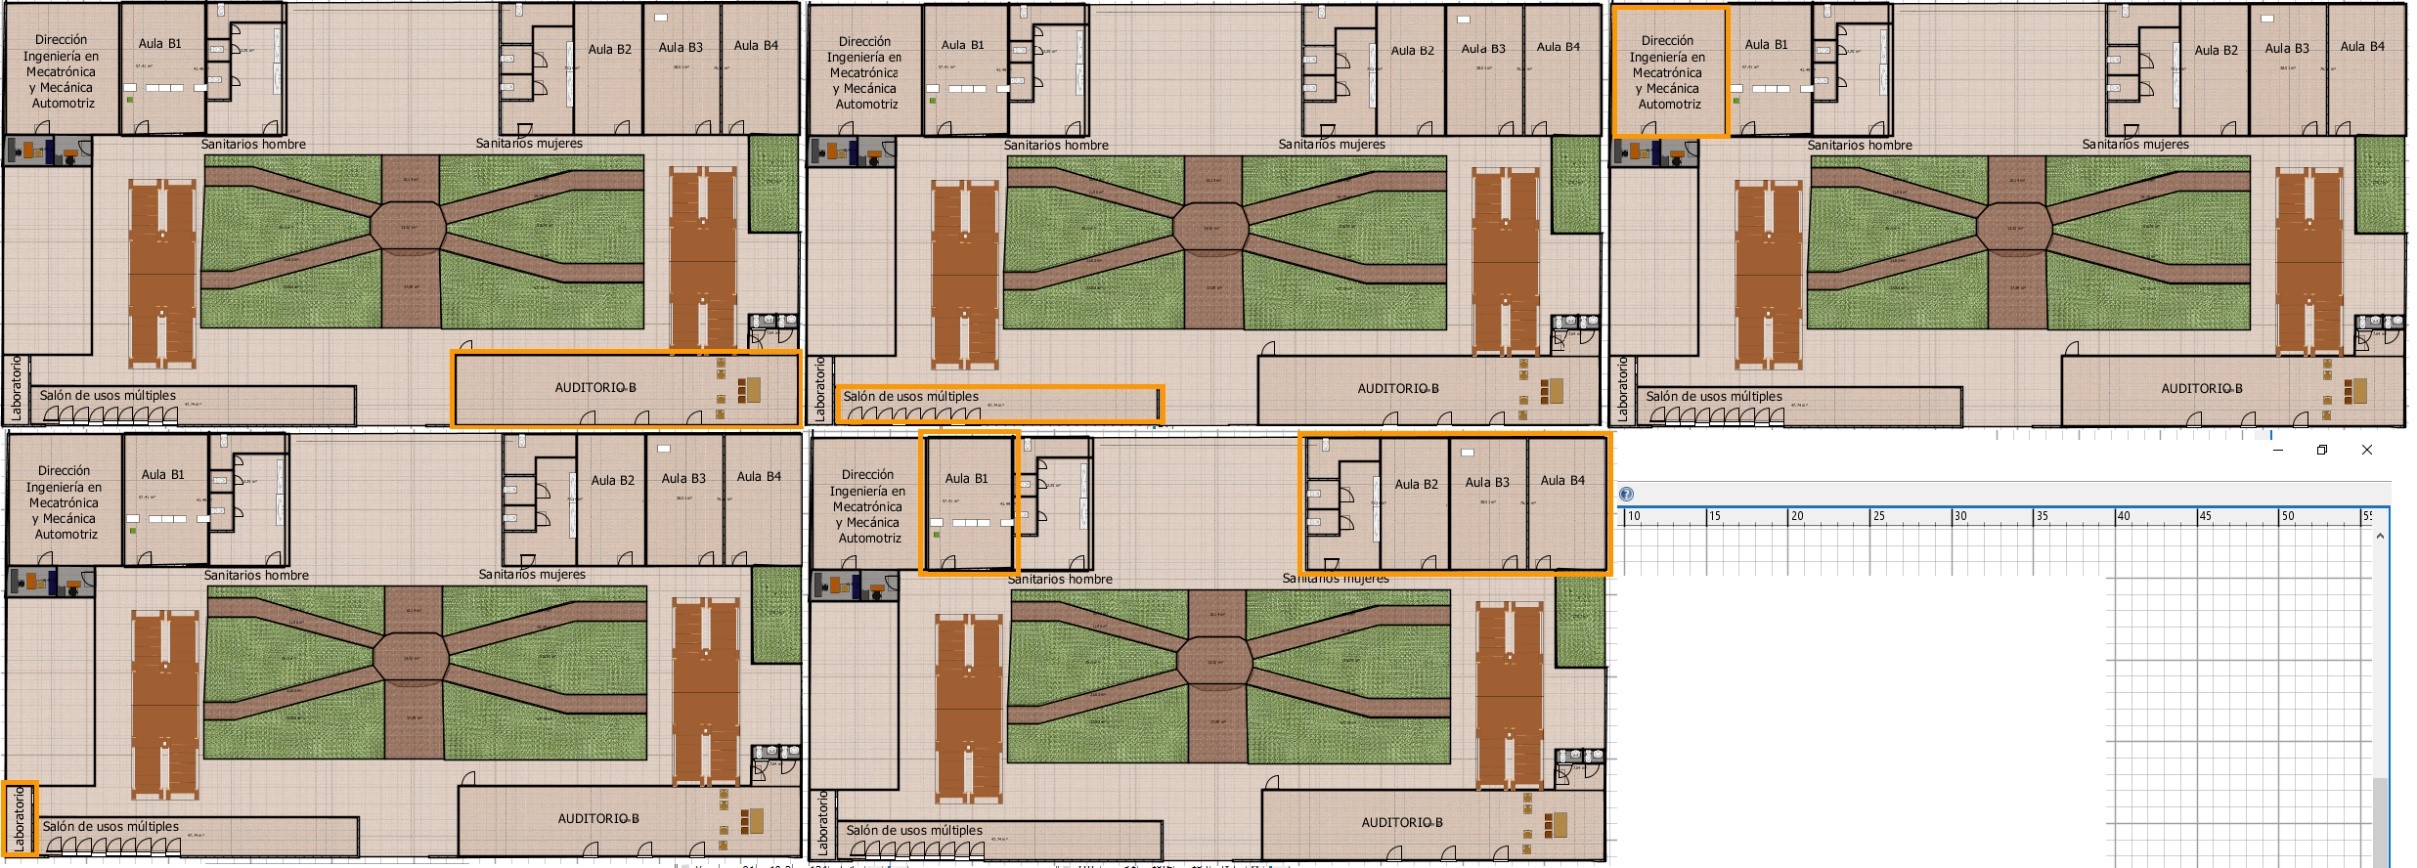 Dirección
Ingeniería en
Mecatrónica
y Mecánica
Automotriz
Aula B1
Aula B2
Aula B3
Aula B4
Sanitarios hombre
Sanitarios mujeres
Laboratorio
Salón de usos múltiples
AUDITORIO B
Dirección
Ingeniería en
Mecatrónica
y Mecánica
Automotriz
Aula B1
Aula B2
Aula B3
Aula B4
Sanitarios hombre
Sanitarios mujeres
Laboratorio
Salón de usos múltiples
AUDITORIO B
Dirección
Ingeniería en
Mecatrónica
y Mecánica
Automotriz
Aula B1
Aula B2
Aula B3
Aula B4
Sanitarios hombre
Sanitarios mujeres
Laboratorio
Salón de usos múltiples
AUDITORIO B
Dirección
Ingeniería en
Mecatrónica
y Mecánica
Automotriz
Aula B1
Aula B2
Aula B3
Aula B4
Sanitarios hombre
Sanitarios mujeres
Laboratorio
Salón de usos múltiples
AUDITORIO B
Dirección
Ingeniería en
Mecatrónica
y Mecánica
Automotriz
Aula B1
Aula B2
Aula B3
Aula B4
Sanitarios hombre
Sanitarios mujeres
Laboratorio
Salón de usos múltiples
AUDITORIO B
10 15 20 25 30 35 40 45 50 55